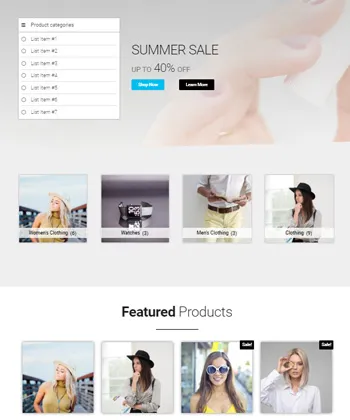 Product categories
List Item #1
List Item #2
List Item #3
List Item #4
List Item #5
List Item #6
List Item #7
SUMMER SALE
UP TO 40% OFF
Shop Now
Learn More
Women's Clothing (6)
Watches (3)
Men's Clothing (3)
Clothing (9)
Featured Products
Sale!
Sale!